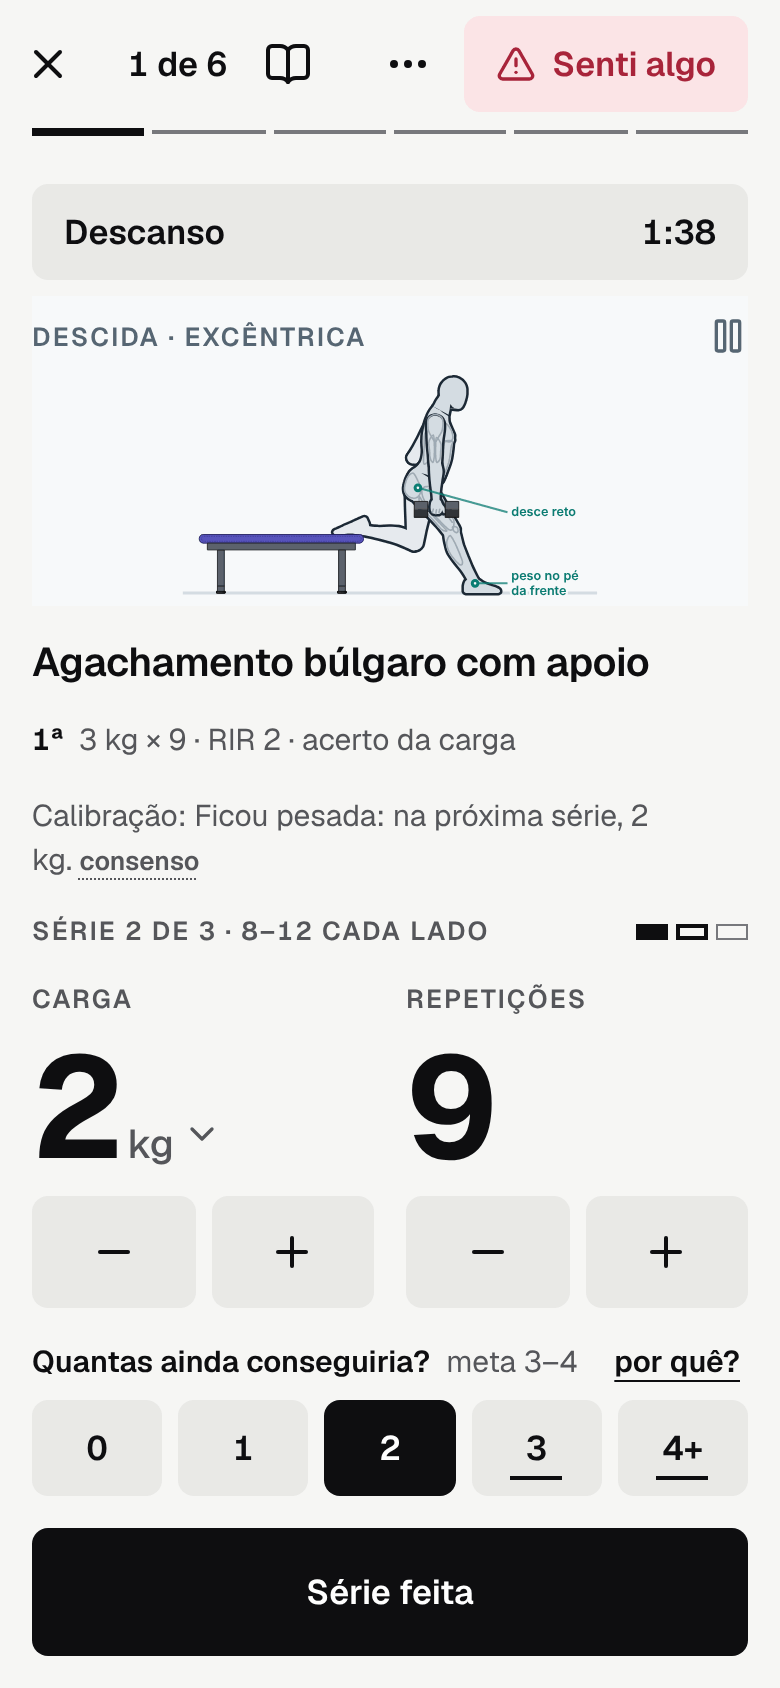 1 de 6
Senti algo
Descanso
1:38
DESCIDA · EXCÊNTRICA
desce reto
peso no pé
da frente
Agachamento búlgaro com apoio
1ª 3 kg × 9 · RIR 2 · acerto da carga
Calibração: Ficou pesada: na próxima série, 2
kg. consenso
SÉRIE 2 DE 3 · 8–12 CADA LADO
CARGA
REPETIÇÕES
2 kg
9
Quantas ainda conseguiria? meta 3–4 por quê?
0
1
2
3
4+
Série feita